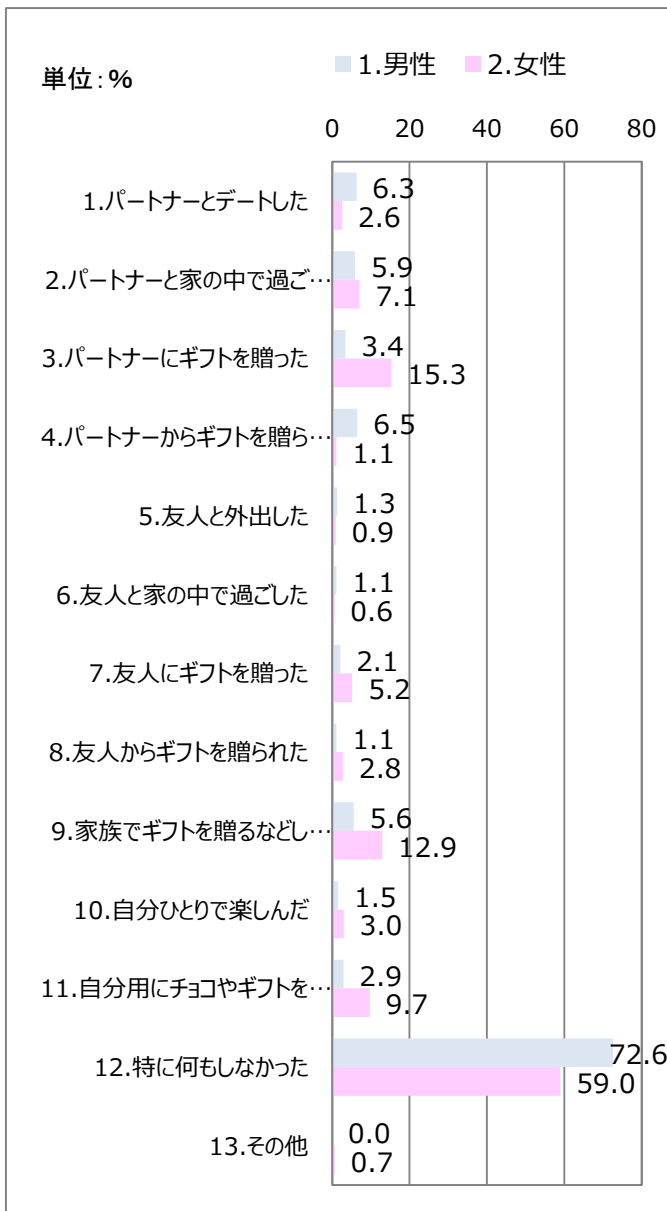 単位：%
1.男性 2.女性
0 20 40 60 80
1.パートナーとデートした 6.3
2.6
2.パートナーと家の中で過ご… 5.9
7.1
3.パートナーにギフトを贈った 3.4
15.3
4.パートナーからギフトを贈ら… 6.5
1.1
5.友人と外出した 1.3
0.9
6.友人と家の中で過ごした 1.1
0.6
7.友人にギフトを贈った 2.1
5.2
8.友人からギフトを贈られた 1.1
2.8
9.家族でギフトを贈るなどし… 5.6
12.9
10.自分ひとりで楽しんだ 1.5
3.0
11.自分用にチョコやギフトを… 2.9
9.7
12.特に何もしなかった 72.6
59.0
13.その他 0.0
0.7